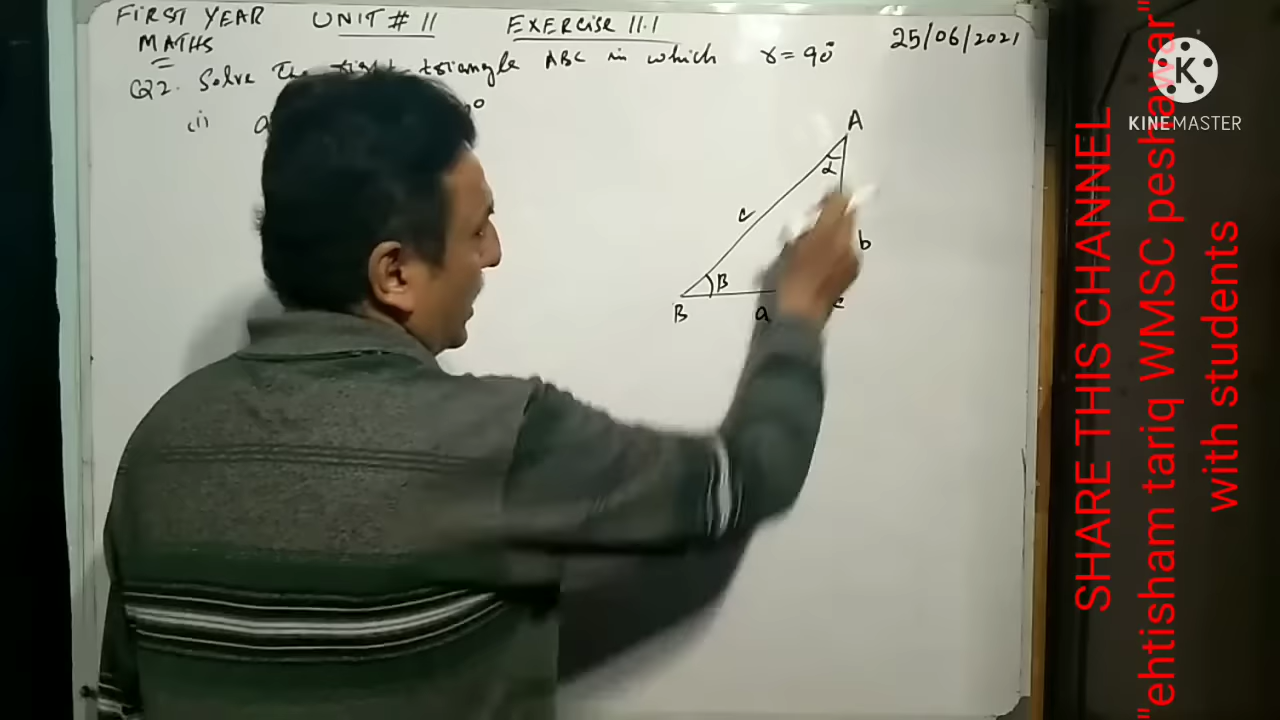 FIRST YEAR UNIT # 11 EXERCISE 11.1 25/06/2021
MATHS
Q2. Solve the right triangle ABC in which γ = 90°
(i) a
A
α
c
b
β
B
a
c
KINEMASTER
SHARE THIS CHANNEL
"ehtisham tariq WMSC peshawar"
with students